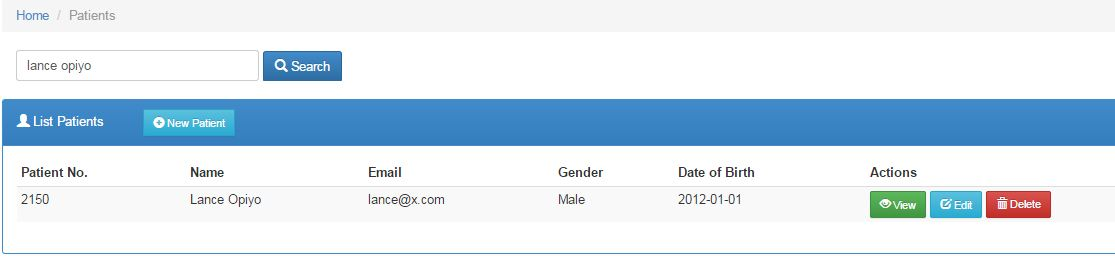 Home / Patients
lance opiyo Search
List Patients New Patient
Patient No. Name Email Gender Date of Birth Actions
2150 Lance Opiyo lance@x.com Male 2012-01-01 View Edit Delete